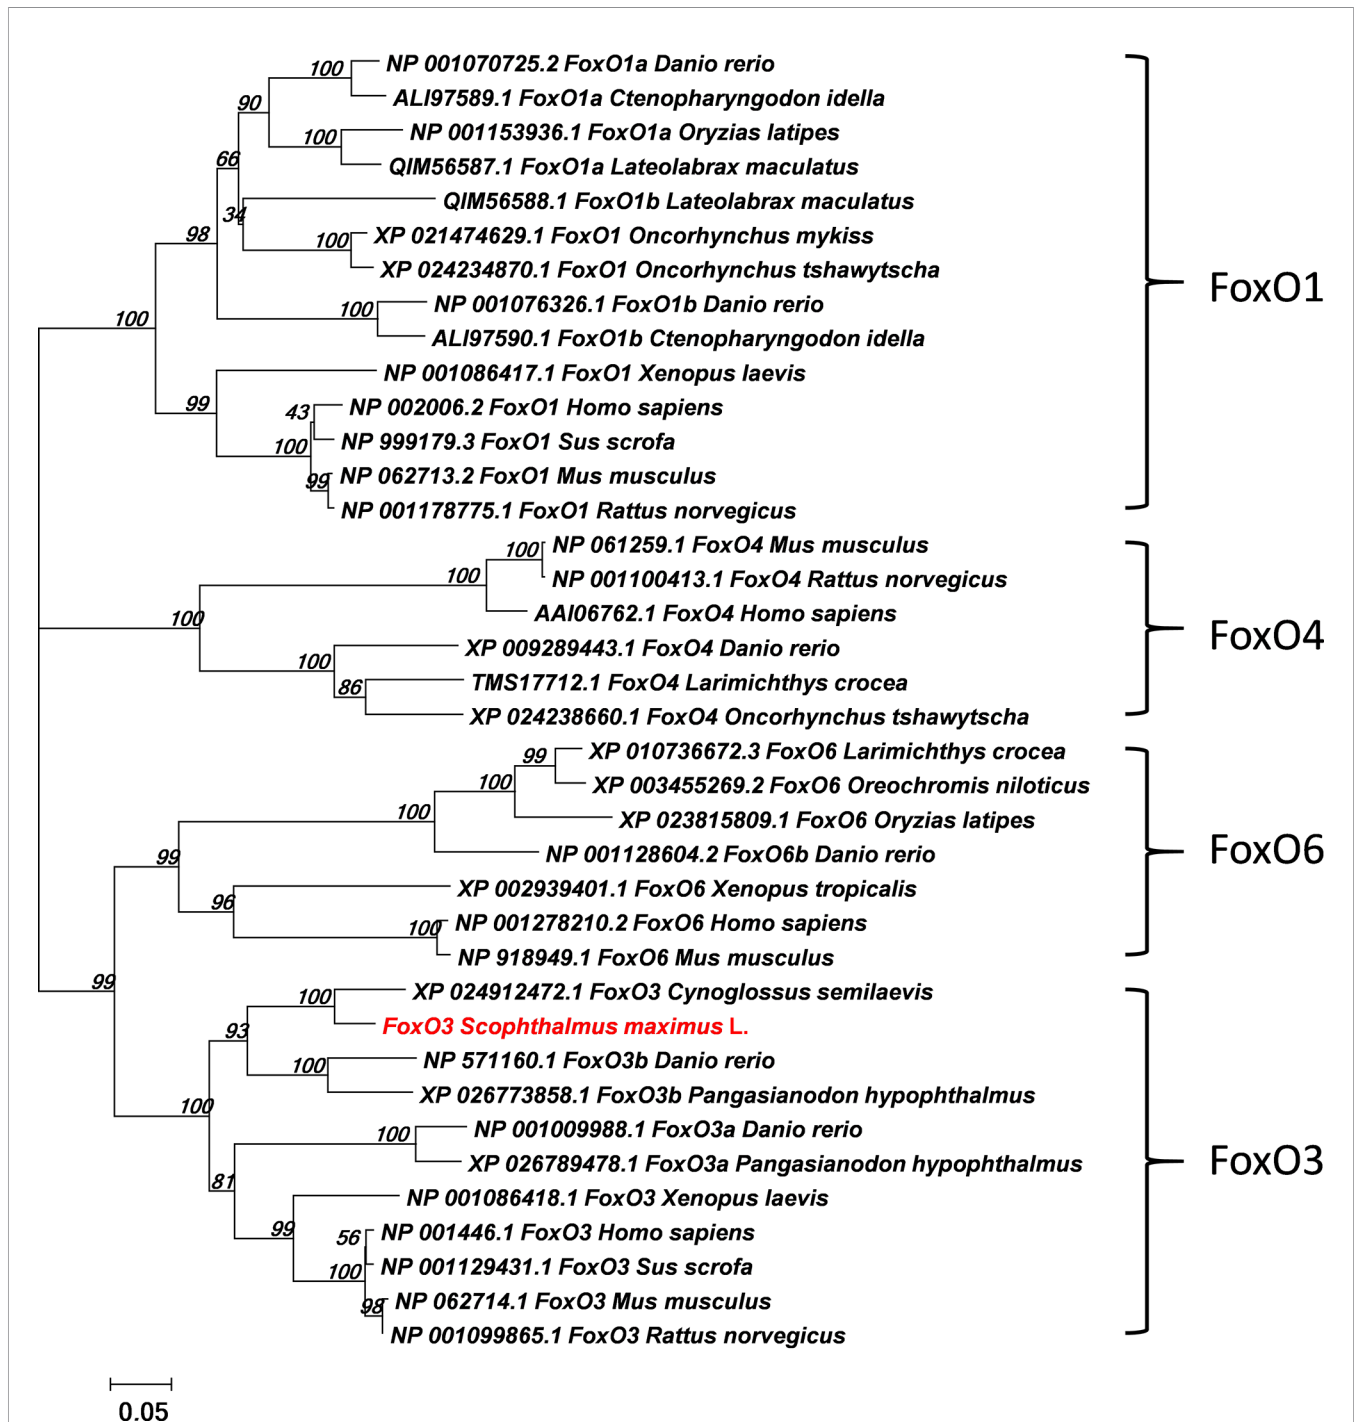 100 NP 001070725.2 FoxO1a Danio rerio
90 ALI97589.1 FoxO1a Ctenopharyngodon idella
100 NP 001153936.1 FoxO1a Oryzias latipes
66 QIM56587.1 FoxO1a Lateolabrax maculatus
34 QIM56588.1 FoxO1b Lateolabrax maculatus
98 100 XP 021474629.1 FoxO1 Oncorhynchus mykiss
XP 024234870.1 FoxO1 Oncorhynchus tshawytscha
FoxO1
100 100 NP 001076326.1 FoxO1b Danio rerio
ALI97590.1 FoxO1b Ctenopharyngodon idella
NP 001086417.1 FoxO1 Xenopus laevis
99 43 NP 002006.2 FoxO1 Homo sapiens
100 NP 999179.3 FoxO1 Sus scrofa
99 NP 062713.2 FoxO1 Mus musculus
NP 001178775.1 FoxO1 Rattus norvegicus
100 NP 061259.1 FoxO4 Mus musculus
100 NP 001100413.1 FoxO4 Rattus norvegicus
100 AAI06762.1 FoxO4 Homo sapiens
FoxO4
100 XP 009289443.1 FoxO4 Danio rerio
86 TMS17712.1 FoxO4 Larimichthys crocea
XP 024238660.1 FoxO4 Oncorhynchus tshawytscha
99 XP 010736672.3 FoxO6 Larimichthys crocea
100 XP 003455269.2 FoxO6 Oreochromis niloticus
100 XP 023815809.1 FoxO6 Oryzias latipes
FoxO6
99 NP 001128604.2 FoxO6b Danio rerio
96 XP 002939401.1 FoxO6 Xenopus tropicalis
100 NP 001278210.2 FoxO6 Homo sapiens
NP 918949.1 FoxO6 Mus musculus
99 100 XP 024912472.1 FoxO3 Cynoglossus semilaevis
93 FoxO3 Scophthalmus maximus L.
100 NP 571160.1 FoxO3b Danio rerio
100 XP 026773858.1 FoxO3b Pangasianodon hypophthalmus
100 NP 001009988.1 FoxO3a Danio rerio
XP 026789478.1 FoxO3a Pangasianodon hypophthalmus
FoxO3
81 NP 001086418.1 FoxO3 Xenopus laevis
99 56 NP 001446.1 FoxO3 Homo sapiens
100 NP 001129431.1 FoxO3 Sus scrofa
98 NP 062714.1 FoxO3 Mus musculus
NP 001099865.1 FoxO3 Rattus norvegicus
0.05